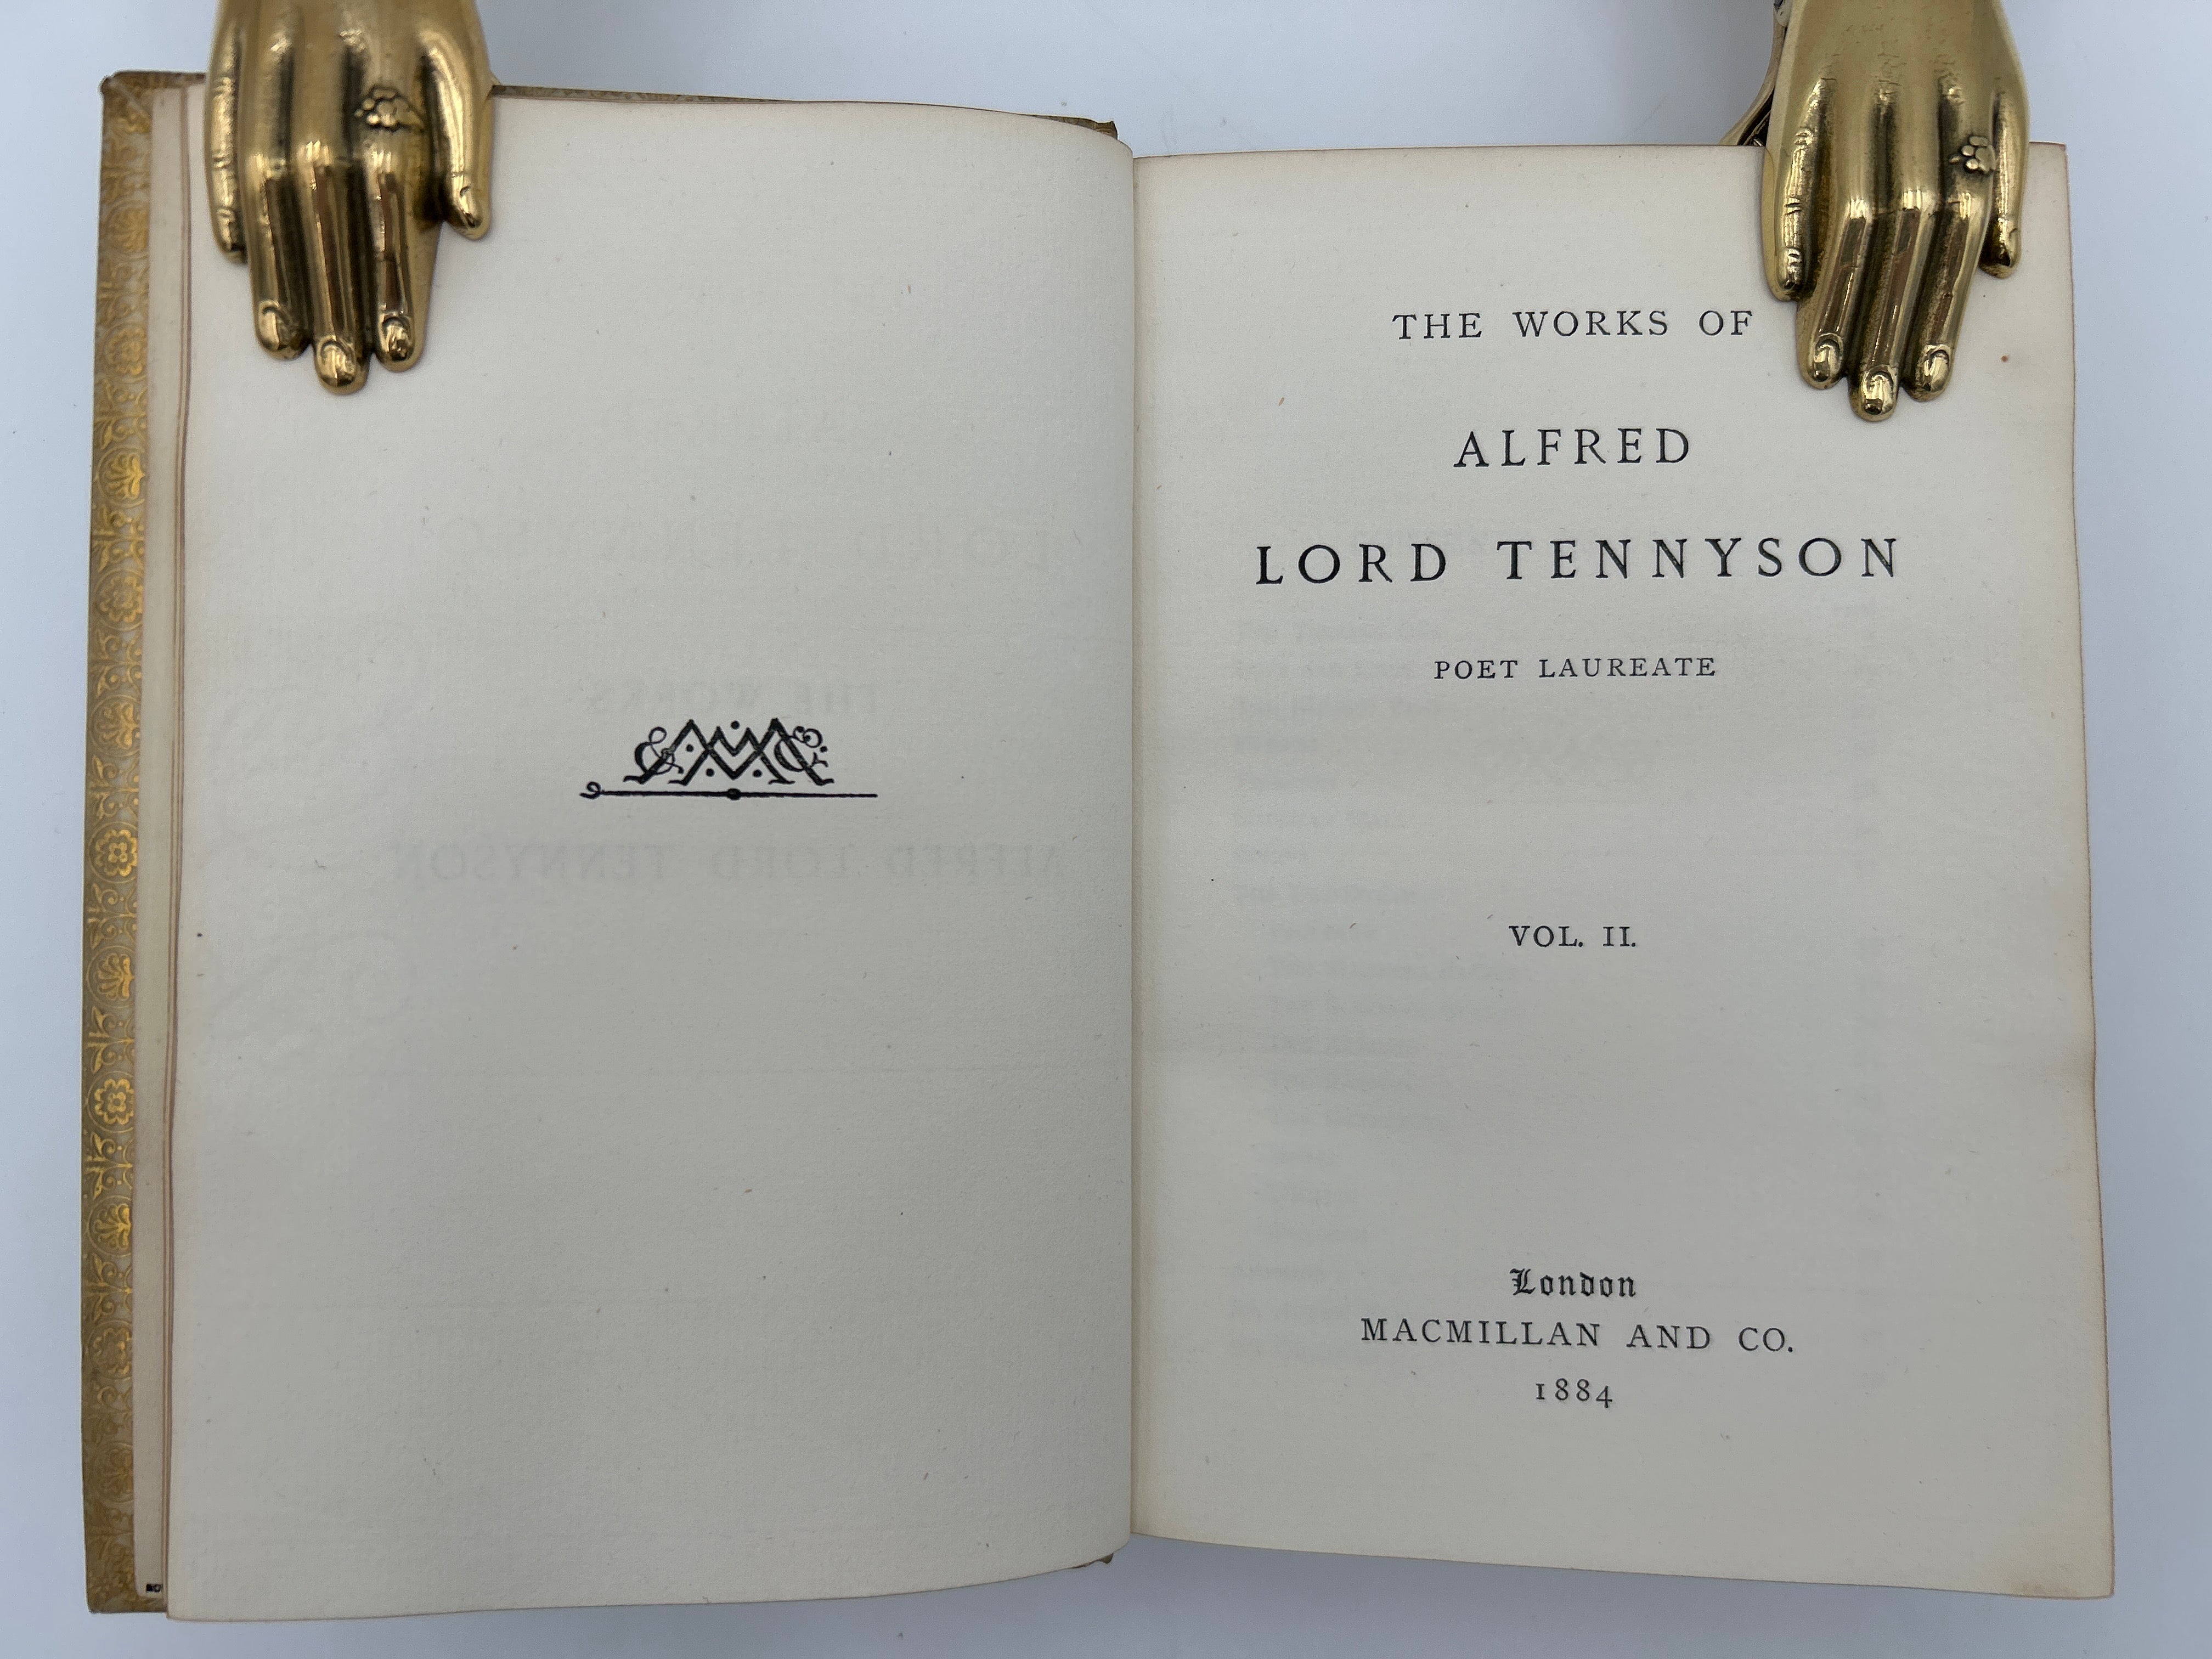 THE WORKS OF
ALFRED
LORD TENNYSON
POET LAUREATE
VOL. II.
London
MACMILLAN AND CO.
1884